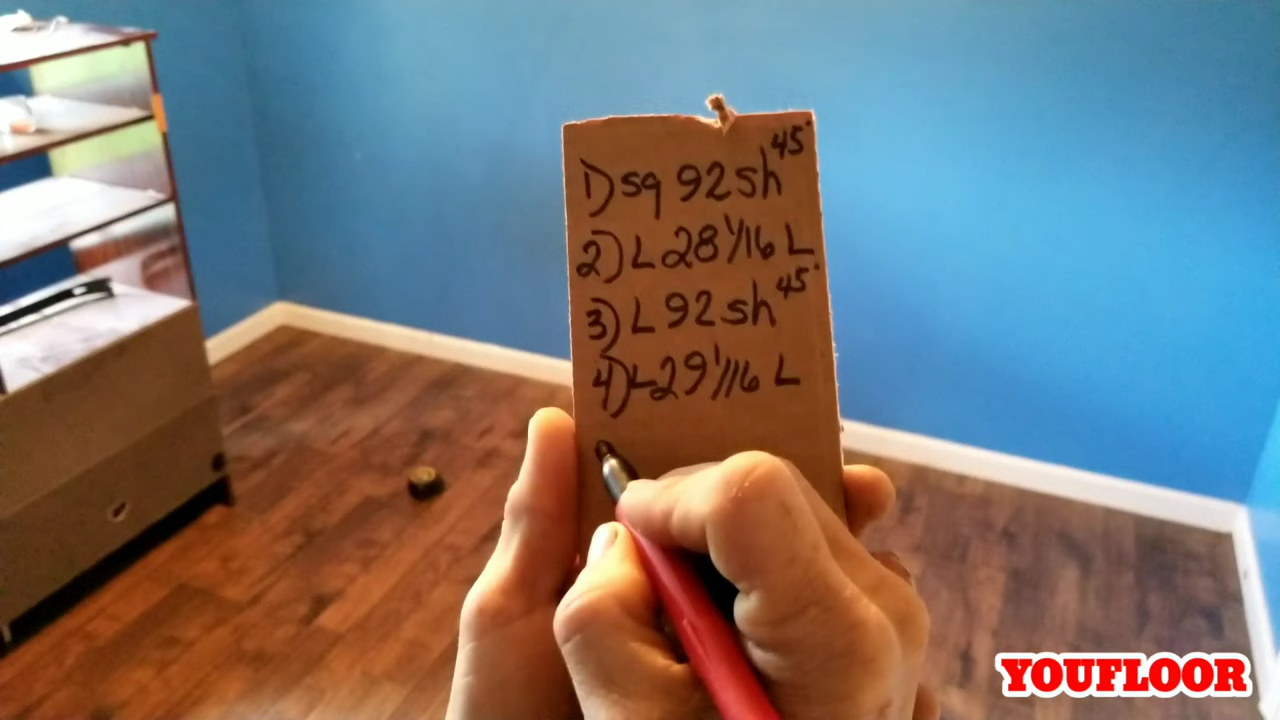 1) sq 92 sh 45°
2) L 28 1/16 L
3) L 92 sh 45°
4) L 29 1/16 L
YOUFLOOR